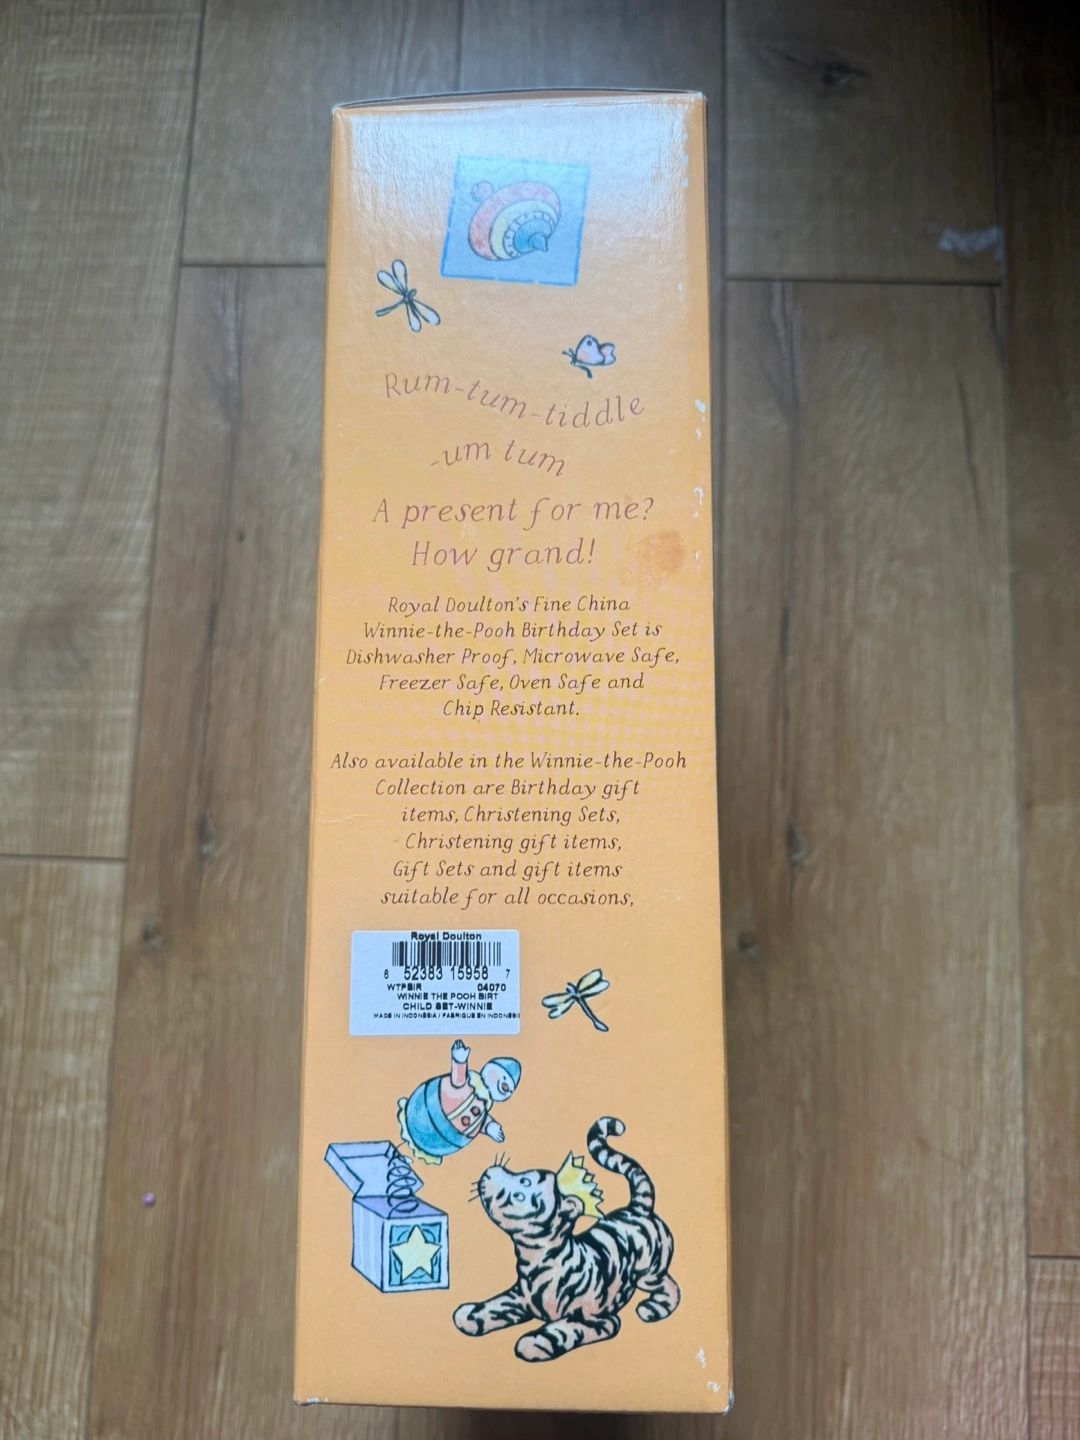 Rum-tum-tiddle
-um tum
A present for me?
How grand!
Royal Doulton's Fine China
Winnie-the-Pooh Birthday Set is
Dishwasher Proof, Microwave Safe,
Freezer Safe, Oven Safe and
Chip Resistant.
Also available in the Winnie-the-Pooh
Collection are Birthday gift
items, Christening Sets,
Christening gift items,
Gift Sets and gift items
suitable for all occasions,
Royal Doulton
6 52383 15958 7
WTPBIR 04070
WINNIE THE POOH BIRT
CHILD SET-WINNIE
MADE IN INDONESIA / FABRIQUE EN INDONESI